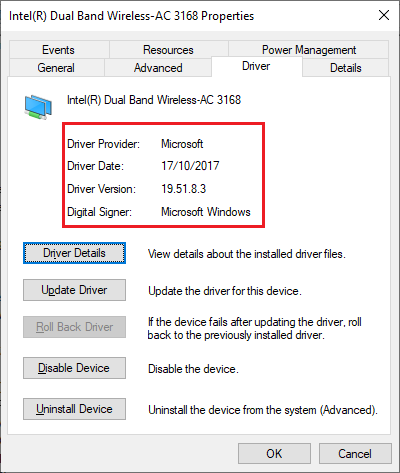 Intel(R) Dual Band Wireless-AC 3168 Properties
Events Resources Power Management
General Advanced Driver Details
Intel(R) Dual Band Wireless-AC 3168
Driver Provider: Microsoft
Driver Date: 17/10/2017
Driver Version: 19.51.8.3
Digital Signer: Microsoft Windows
Driver Details View details about the installed driver files.
Update Driver Update the driver for this device.
Roll Back Driver If the device fails after updating the driver, roll
back to the previously installed driver.
Disable Device Disable the device.
Uninstall Device Uninstall the device from the system (Advanced).
OK Cancel